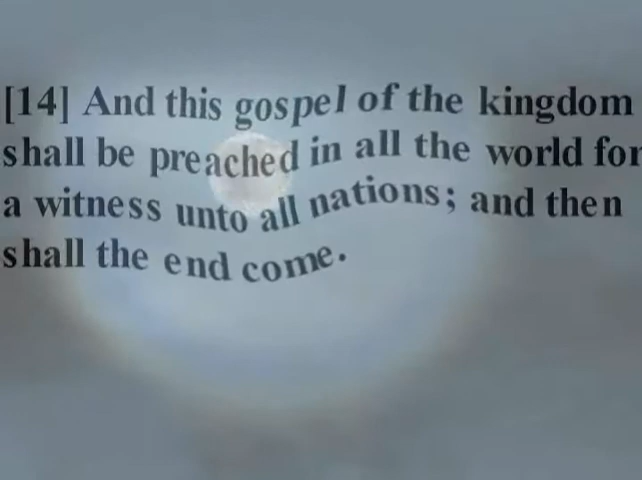 [14] And this gospel of the kingdom
shall be preached in all the world for
a witness unto all nations; and then
shall the end come.